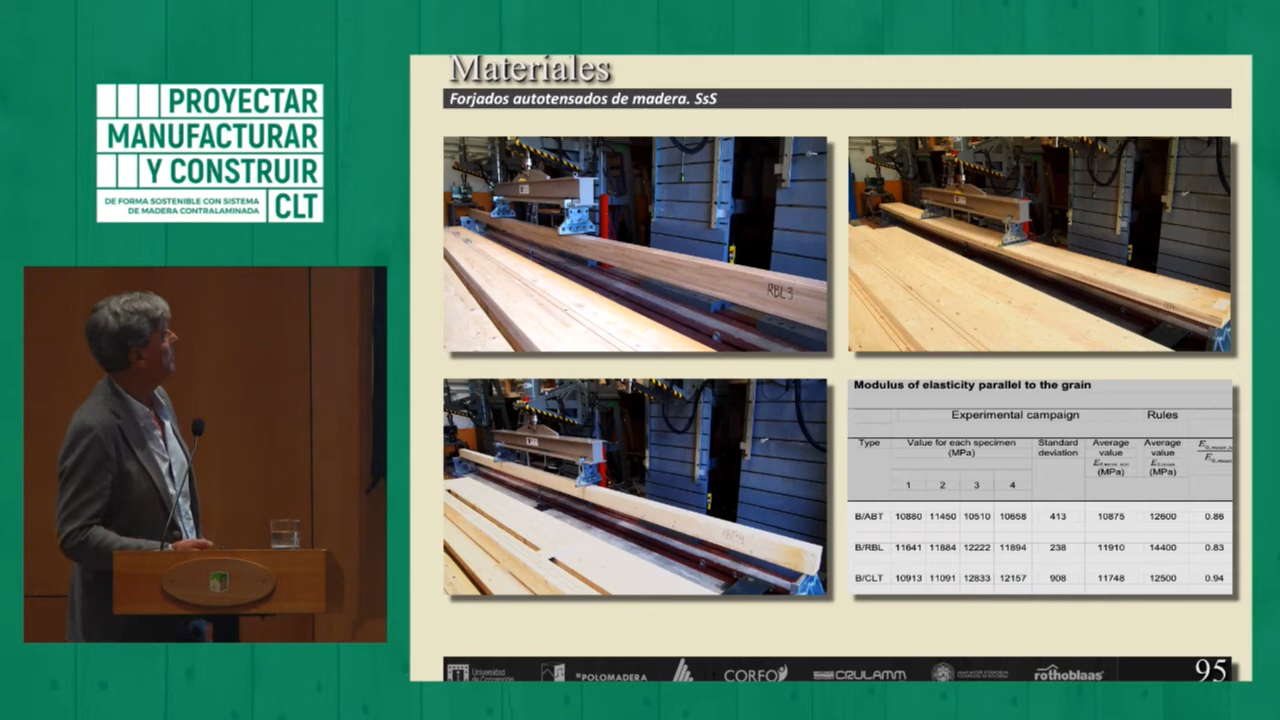 PROYECTAR
MANUFACTURAR
Y CONSTRUIR
DE FORMA SOSTENIBLE CON SISTEMA
DE MADERA CONTRALAMINADA
CLT
Materiales
Forjados autotensados de madera. SsS
RBL3
Modulus of elasticity parallel to the grain
Experimental campaign Rules
Type Value for each specimen (MPa) Standard deviation Average value (MPa) Average value (MPa)
1 2 3 4
B/ABT 10880 11450 10510 10658 413 10875 12600 0.86
B/RBL 11641 11884 12222 11894 238 11910 14400 0.83
B/CLT 10913 11091 12833 12157 908 11748 12500 0.94
Universidad de Concepción POLOMADERA CORFO CRULAMM rothoblaas 95